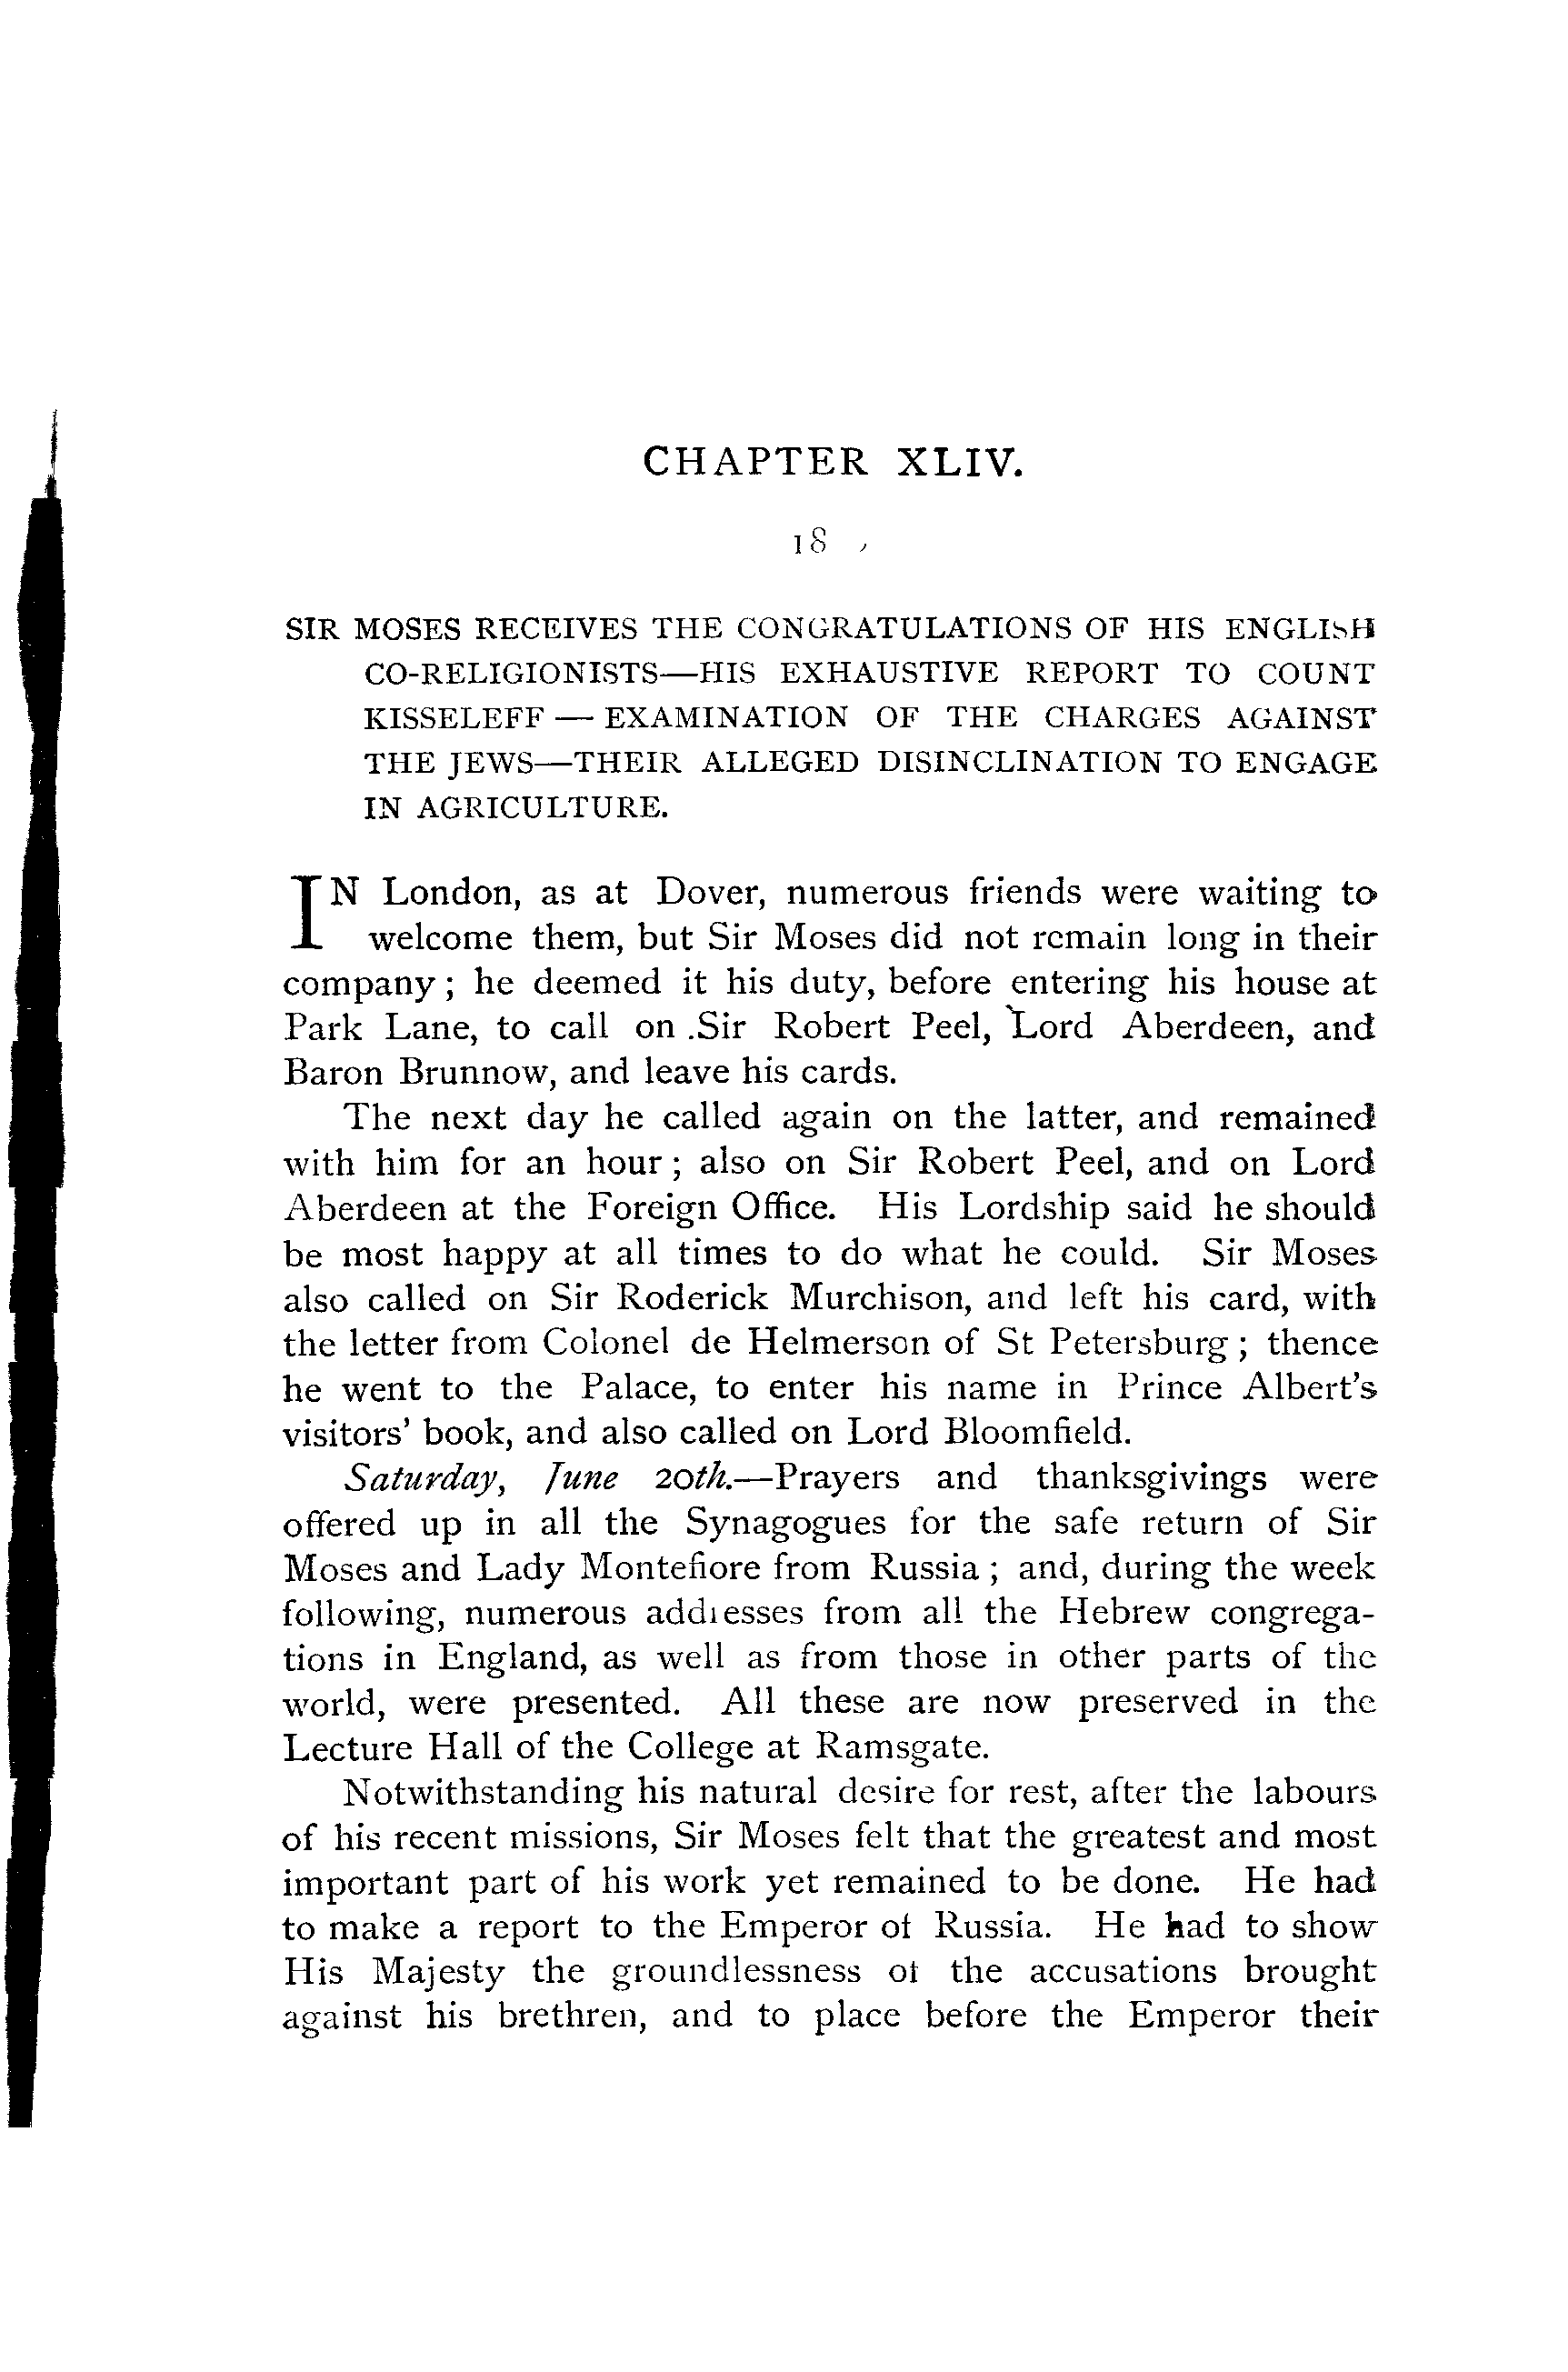 CHAPTER XLIV.
18
SIR MOSES RECEIVES THE CONGRATULATIONS OF HIS ENGLISH
CO-RELIGIONISTS—HIS EXHAUSTIVE REPORT TO COUNT
KISSELEFF — EXAMINATION OF THE CHARGES AGAINST
THE JEWS—THEIR ALLEGED DISINCLINATION TO ENGAGE
IN AGRICULTURE.
IN London, as at Dover, numerous friends were waiting to
welcome them, but Sir Moses did not remain long in their
company; he deemed it his duty, before entering his house at
Park Lane, to call on Sir Robert Peel, Lord Aberdeen, and
Baron Brunnow, and leave his cards.
The next day he called again on the latter, and remained
with him for an hour; also on Sir Robert Peel, and on Lord
Aberdeen at the Foreign Office. His Lordship said he should
be most happy at all times to do what he could. Sir Moses
also called on Sir Roderick Murchison, and left his card, with
the letter from Colonel de Helmerson of St Petersburg; thence
he went to the Palace, to enter his name in Prince Albert's
visitors' book, and also called on Lord Bloomfield.
Saturday, June 20th.—Prayers and thanksgivings were
offered up in all the Synagogues for the safe return of Sir
Moses and Lady Montefiore from Russia; and, during the week
following, numerous addresses from all the Hebrew congrega-
tions in England, as well as from those in other parts of the
world, were presented. All these are now preserved in the
Lecture Hall of the College at Ramsgate.
Notwithstanding his natural desire for rest, after the labours
of his recent missions, Sir Moses felt that the greatest and most
important part of his work yet remained to be done. He had
to make a report to the Emperor of Russia. He had to show
His Majesty the groundlessness of the accusations brought
against his brethren, and to place before the Emperor their